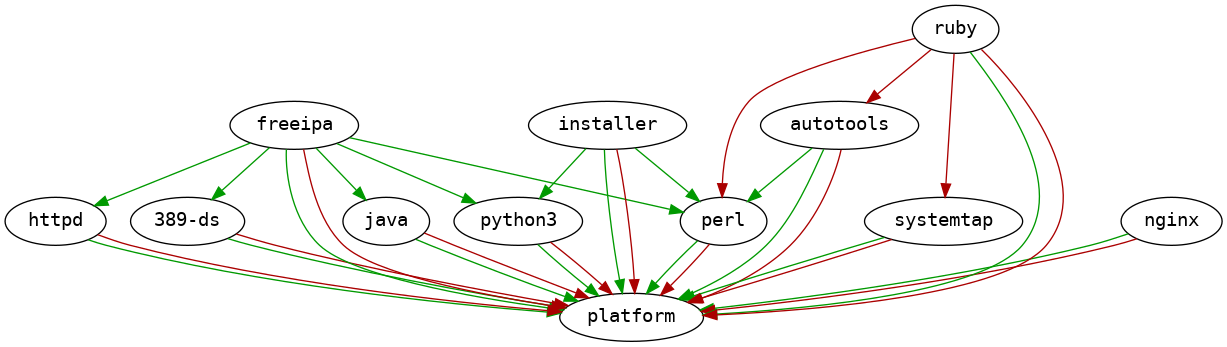 ruby
freeipa
installer
autotools
httpd
389-ds
java
python3
perl
systemtap
nginx
platform